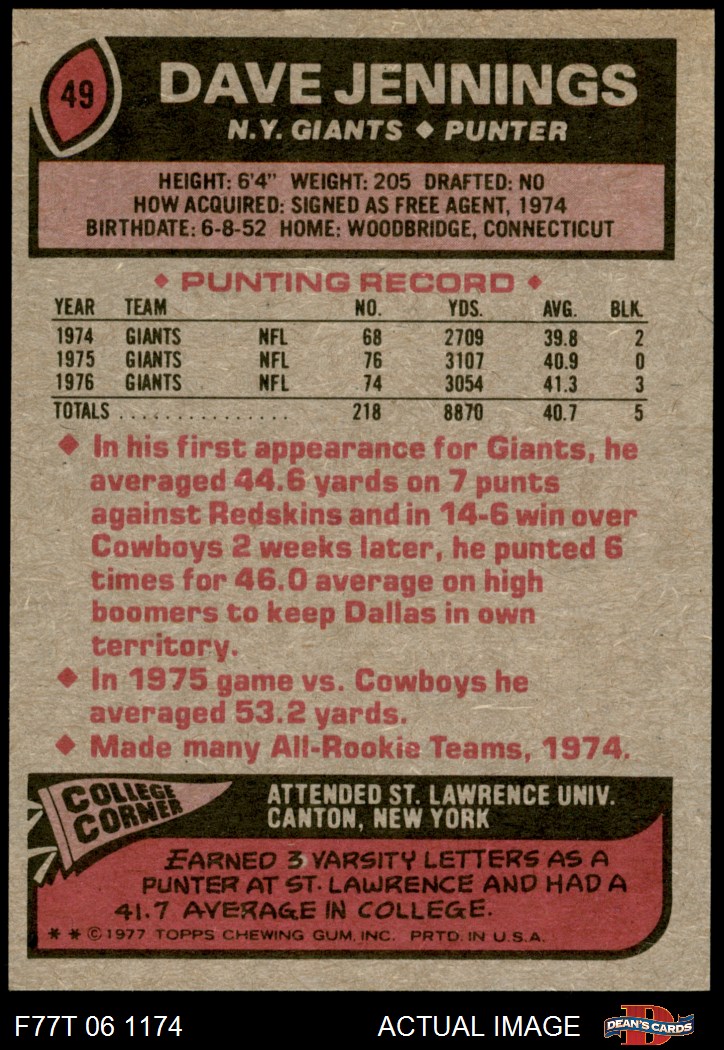 49
DAVE JENNINGS
N.Y. GIANTS ♦ PUNTER
HEIGHT: 6'4" WEIGHT: 205 DRAFTED: NO
HOW ACQUIRED: SIGNED AS FREE AGENT, 1974
BIRTHDATE: 6-8-52 HOME: WOODBRIDGE, CONNECTICUT
♦ PUNTING RECORD ♦
YEAR TEAM NO. YDS. AVG. BLK.
1974 GIANTS NFL 68 2709 39.8 2
1975 GIANTS NFL 76 3107 40.9 0
1976 GIANTS NFL 74 3054 41.3 3
TOTALS . . . . . . . . . . . . . . . 218 8870 40.7 5
♦ In his first appearance for Giants, he
averaged 44.6 yards on 7 punts
against Redskins and in 14-6 win over
Cowboys 2 weeks later, he punted 6
times for 46.0 average on high
boomers to keep Dallas in own
territory.
♦ In 1975 game vs. Cowboys he
averaged 53.2 yards.
♦ Made many All-Rookie Teams, 1974.
COLLEGE
CORNER
ATTENDED ST. LAWRENCE UNIV.
CANTON, NEW YORK
EARNED 3 VARSITY LETTERS AS A
PUNTER AT ST. LAWRENCE AND HAD A
41.7 AVERAGE IN COLLEGE.
* * © 1977 TOPPS CHEWING GUM, INC. PRTD. IN U.S.A.
F77T 06 1174 ACTUAL IMAGE D DEAN'S CARDS